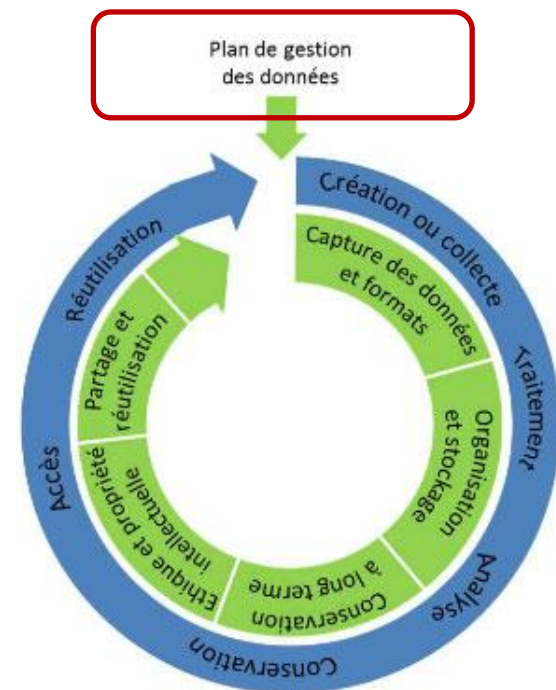 Plan de gestion
des données
Création ou collecte
Traitement
Analyse
Conservation
Accès
Réutilisation
Capture des données
et formats
Organisation
et stockage
Conservation
à long terme
Ethique et propriété
intellectuelle
Partage et
réutilisation